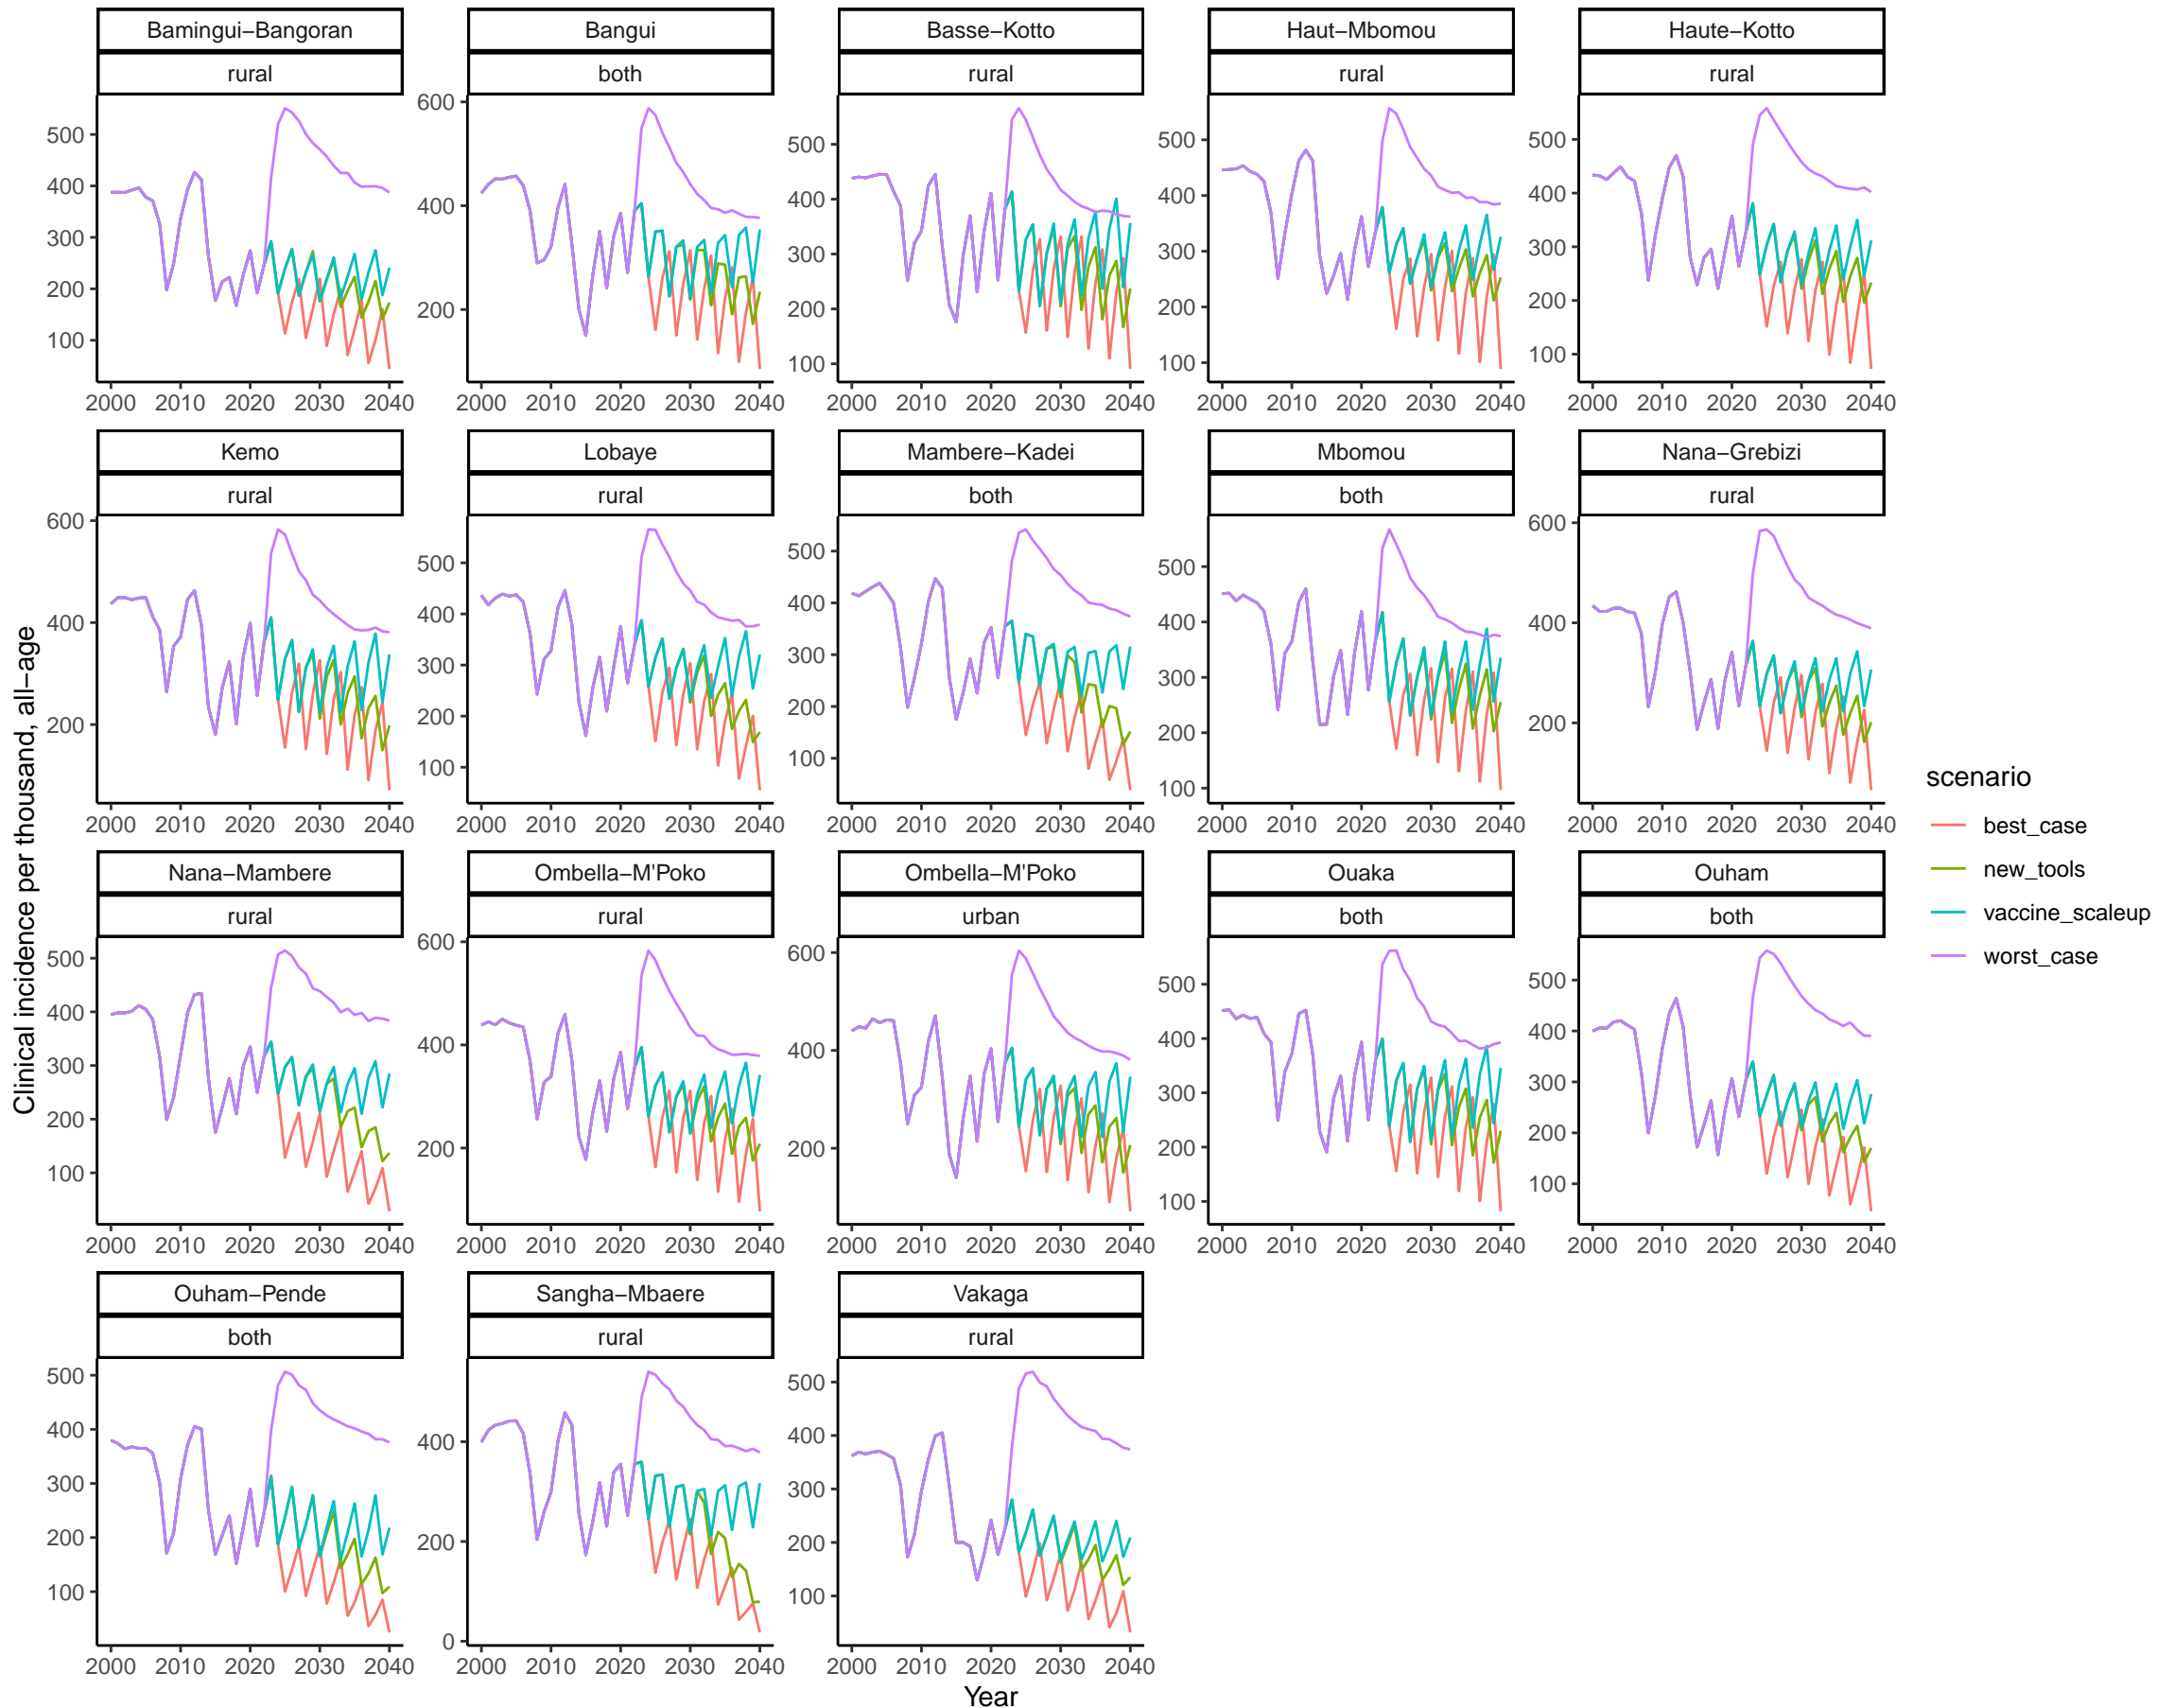 Bamingui−Bangoran
Bangui
Basse−Kotto
Haut−Mbomou
Haute−Kotto
rural
both
rural
rural
rural
500
400
300
200
100
600
400
200
500
400
300
200
100
500
400
300
200
100
500
400
300
200
100
2000 2010 2020 2030 2040
2000 2010 2020 2030 2040
2000 2010 2020 2030 2040
2000 2010 2020 2030 2040
2000 2010 2020 2030 2040
Kemo
Lobaye
Mambere−Kadei
Mbomou
Nana−Grebizi
rural
rural
both
both
rural
600
400
200
500
400
300
200
100
500
400
300
200
100
500
400
300
200
100
600
400
200
2000 2010 2020 2030 2040
2000 2010 2020 2030 2040
2000 2010 2020 2030 2040
2000 2010 2020 2030 2040
2000 2010 2020 2030 2040
Nana−Mambere
Ombella−M'Poko
Ombella−M'Poko
Ouaka
Ouham
rural
rural
urban
both
both
500
400
300
200
100
600
400
200
600
400
200
500
400
300
200
100
500
400
300
200
100
2000 2010 2020 2030 2040
2000 2010 2020 2030 2040
2000 2010 2020 2030 2040
2000 2010 2020 2030 2040
2000 2010 2020 2030 2040
Ouham−Pende
Sangha−Mbaere
Vakaga
both
rural
rural
500
400
300
200
100
400
200
0
500
400
300
200
100
2000 2010 2020 2030 2040
2000 2010 2020 2030 2040
2000 2010 2020 2030 2040
Year
Clinical incidence per thousand, all−age
scenario
best_case
new_tools
vaccine_scaleup
worst_case